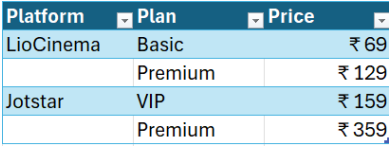 Platform Plan Price
LioCinema Basic ₹ 69
Premium ₹ 129
Jotstar VIP ₹ 159
Premium ₹ 359